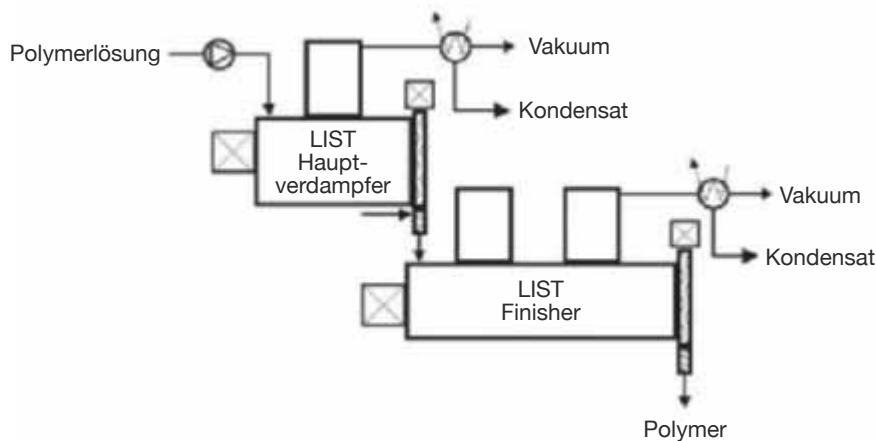 Polymerlösung
Vakuum
Kondensat
LIST
Haupt-
verdampfer
Vakuum
Kondensat
LIST
Finisher
Polymer